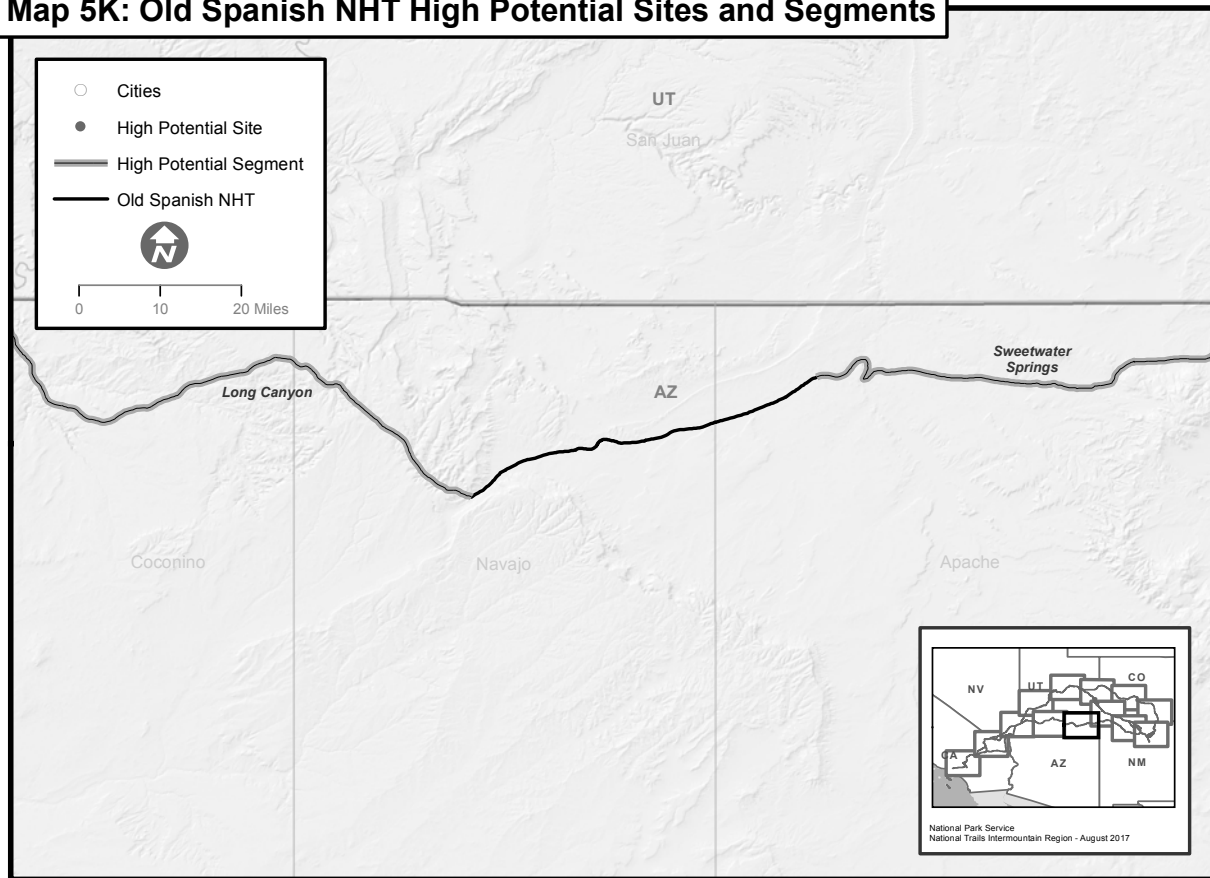 Map 5K: Old Spanish NHT High Potential Sites and Segments
Cities
High Potential Site
High Potential Segment
Old Spanish NHT
N
0 10 20 Miles
UT
San Juan
Sweetwater
Springs
Long Canyon
AZ
Coconino
Navajo
Apache
NV
UT
CO
CA
AZ
NM
National Park Service
National Trails Intermountain Region - August 2017